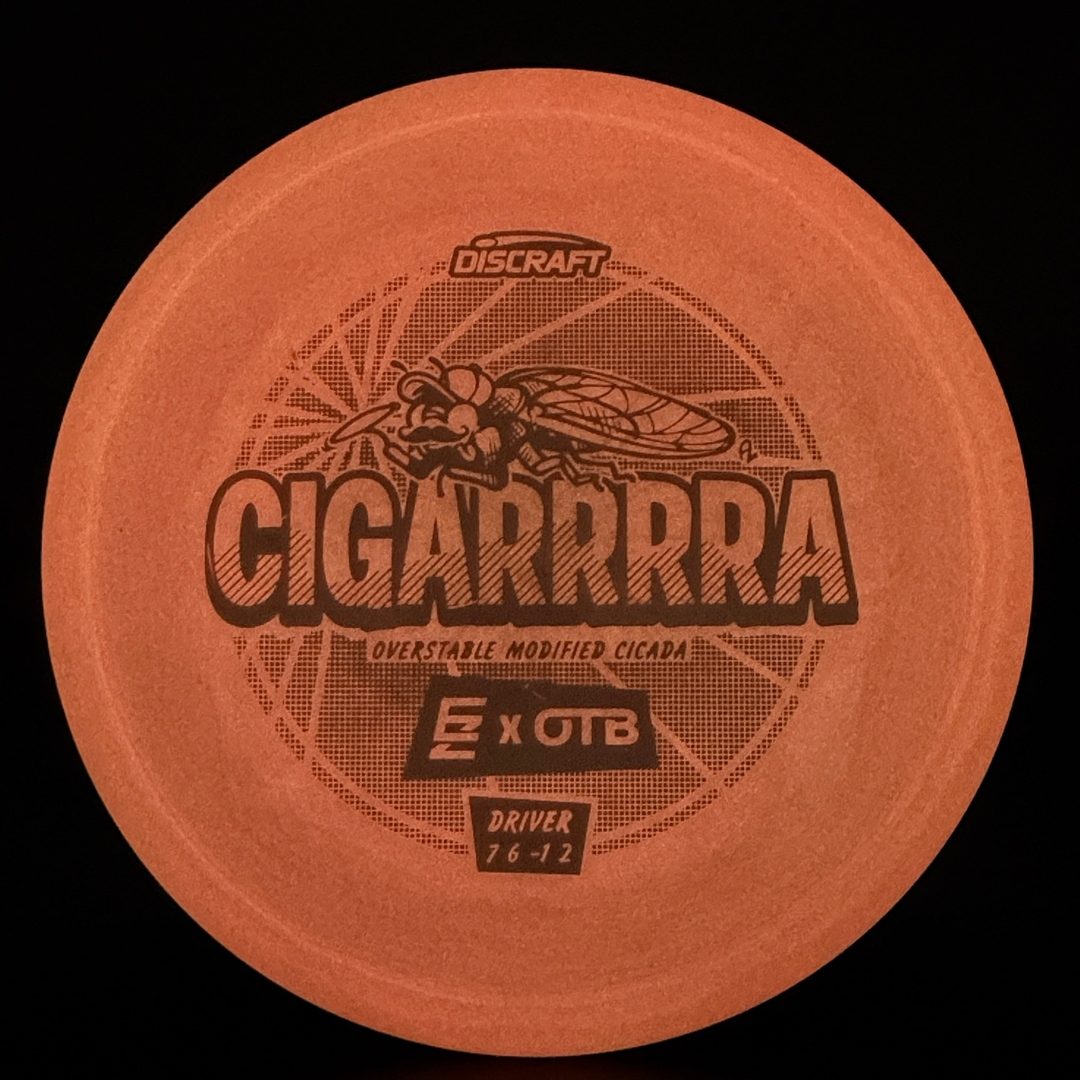 DISCRAFT
CIGARRRRA
OVERSTABLE MODIFIED CICADA
X OTB
DRIVER
7 6 -1 2